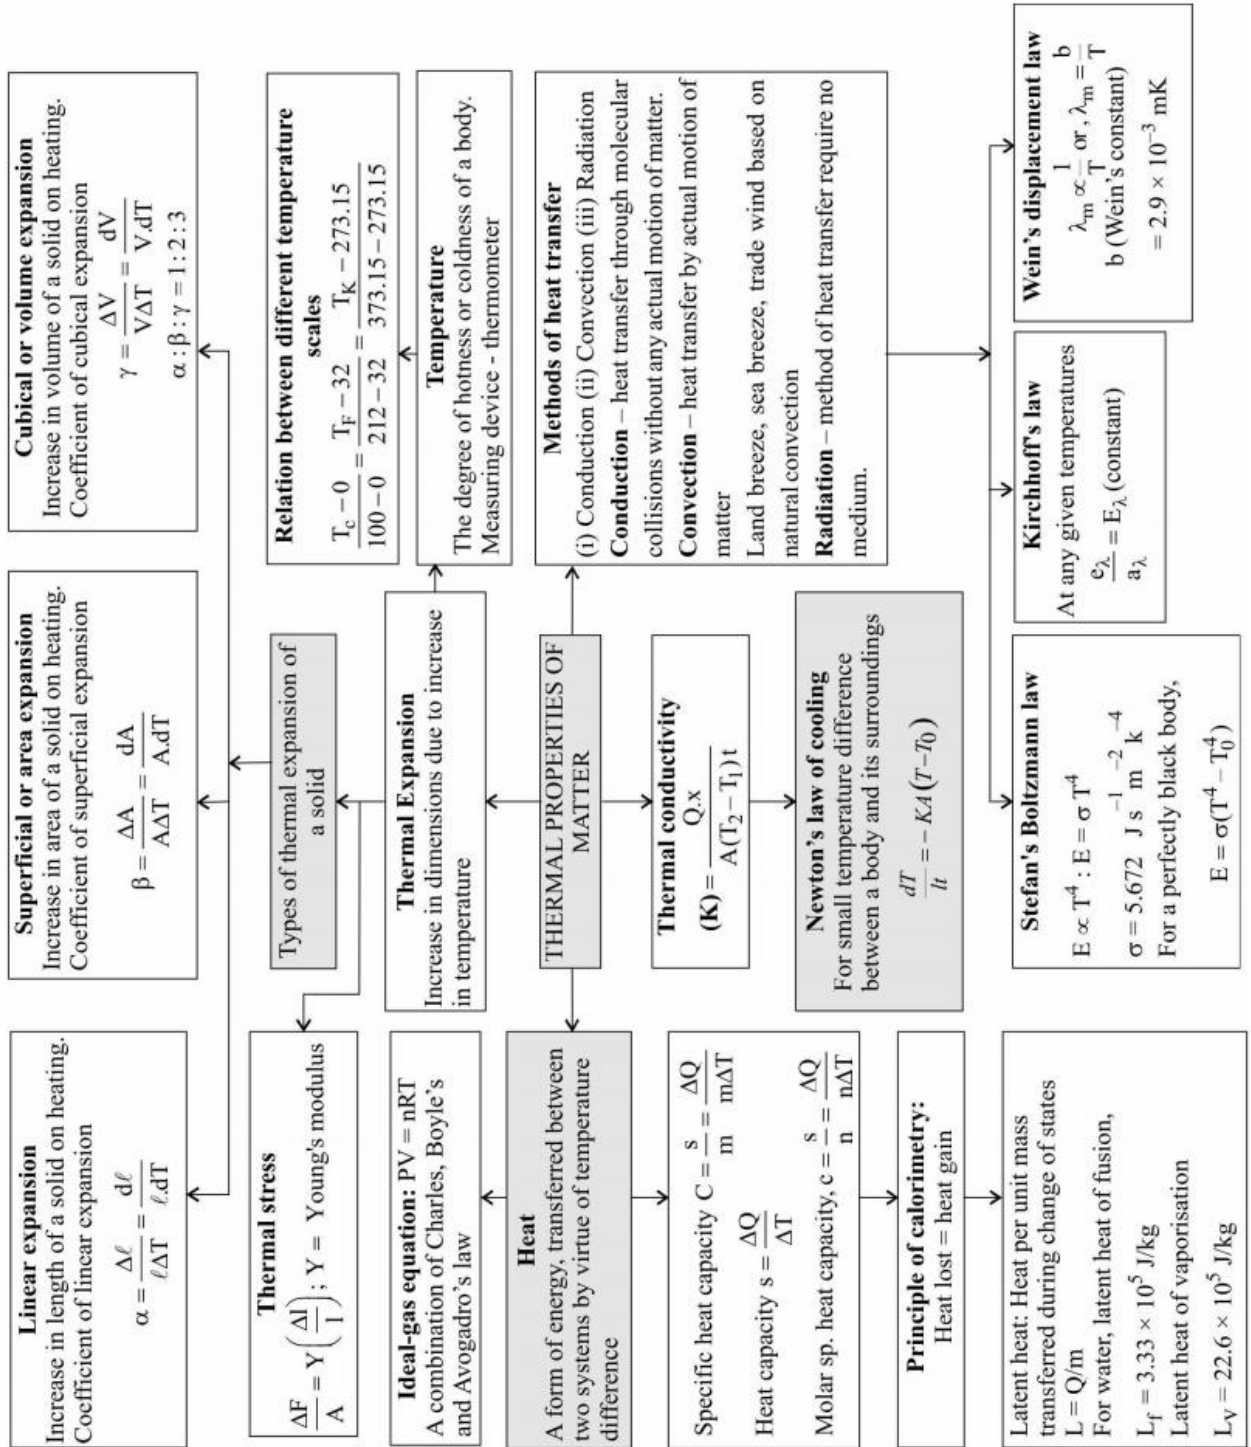 Linear expansion
Increase in length of a solid on heating.
Coefficient of linear expansion
α = Δℓ / ℓΔT = dℓ / ℓ.dT
Superficial or area expansion
Increase in area of a solid on heating.
Coefficient of superficial expansion
β = ΔA / AΔT = dA / A.dT
Cubical or volume expansion
Increase in volume of a solid on heating.
Coefficient of cubical expansion
γ = ΔV / VΔT = dV / V.dT
α : β : γ = 1 : 2 : 3
Thermal stress
ΔF / A = Y (Δl / l) ; Y = Young's modulus
Types of thermal expansion of
a solid
Relation between different temperature
scales
T_c − 0 / 100 − 0 = T_F − 32 / 212 − 32 = T_K − 273.15 / 373.15 − 273.15
Ideal-gas equation: PV = nRT
A combination of Charles, Boyle's
and Avogadro's law
Thermal Expansion
Increase in dimensions due to increase
in temperature
Temperature
The degree of hotness or coldness of a body.
Measuring device - thermometer
Heat
A form of energy, transferred between
two systems by virtue of temperature
difference
THERMAL PROPERTIES OF
MATTER
Methods of heat transfer
(i) Conduction (ii) Convection (iii) Radiation
Conduction – heat transfer through molecular
collisions without any actual motion of matter.
Convection – heat transfer by actual motion of
matter
Land breeze, sea breeze, trade wind based on
natural convection
Radiation – method of heat transfer require no
medium.
Specific heat capacity C = s / m = ΔQ / mΔT
Heat capacity s = ΔQ / ΔT
Molar sp. heat capacity, c = s / n = ΔQ / nΔT
Thermal conductivity
(K) = Q.x / A(T₂ − T₁) t
Principle of calorimetry:
Heat lost = heat gain
Newton's law of cooling
For small temperature difference
between a body and its surroundings
dT / lt = − KA (T−T₀)
Latent heat: Heat per unit mass
transferred during change of states
L = Q/m
For water, latent heat of fusion,
L_f = 3.33 × 10⁵ J/kg
Latent heat of vaporisation
L_v = 22.6 × 10⁵ J/kg
Stefan's Boltzmann law
E ∝ T⁴ : E = σ T⁴
σ = 5.672 J s⁻¹ m⁻² k⁻⁴
For a perfectly black body,
E = σ(T⁴ − T₀⁴)
Kirchhoff's law
At any given temperatures
e_λ / a_λ = E_λ (constant)
Wein's displacement law
λ_m ∝ 1 / T or , λ_m = b / T
b (Wein's constant)
= 2.9 × 10⁻³ mK